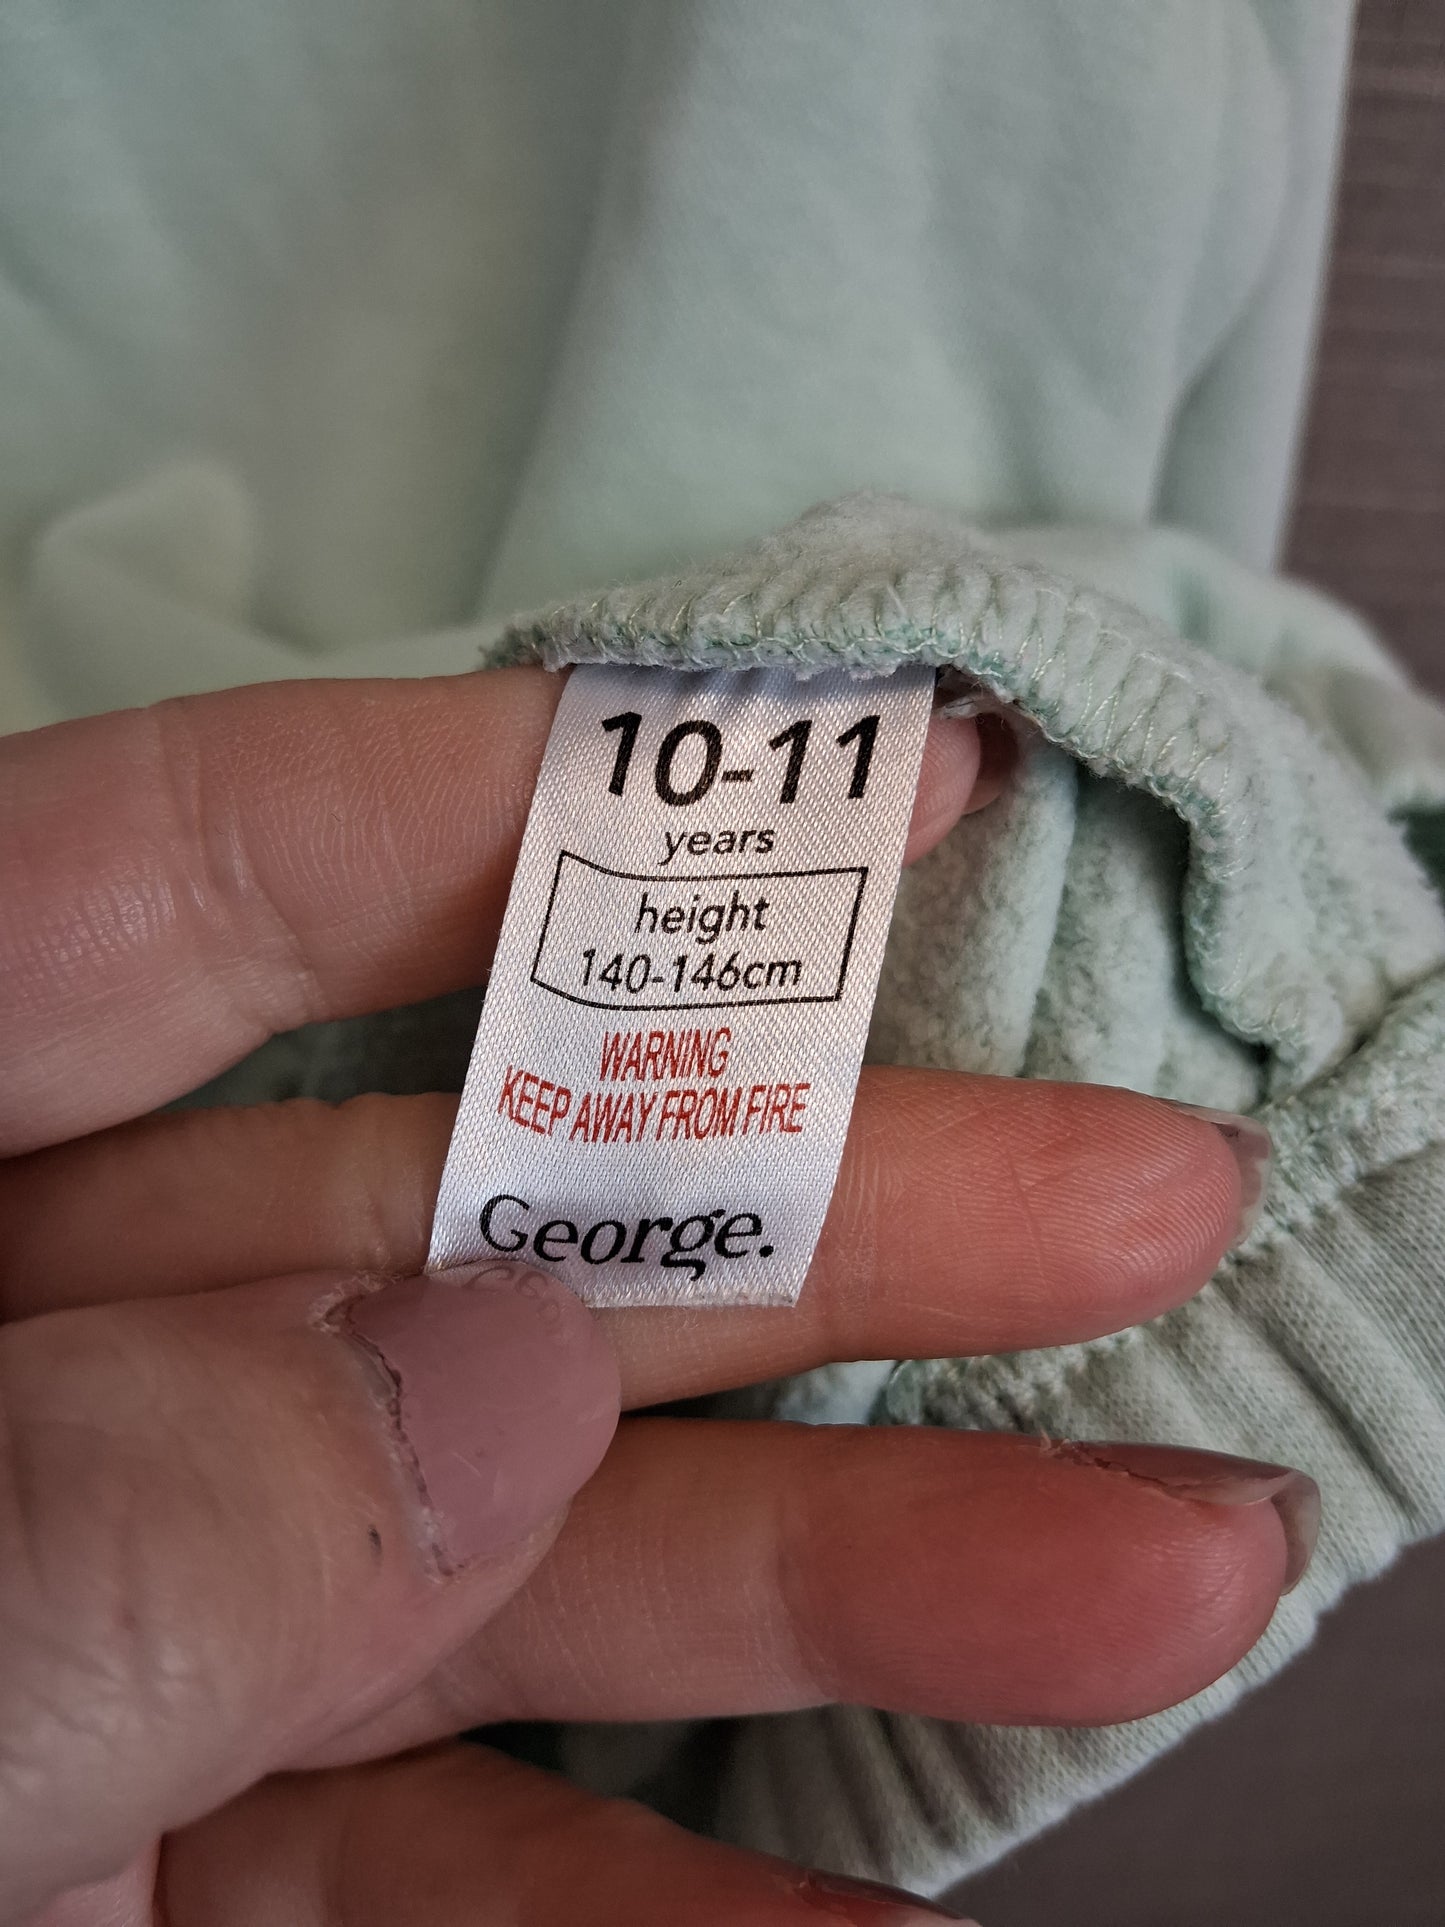 10-11
years
height
140-146cm
WARNING
KEEP AWAY FROM FIRE
George.